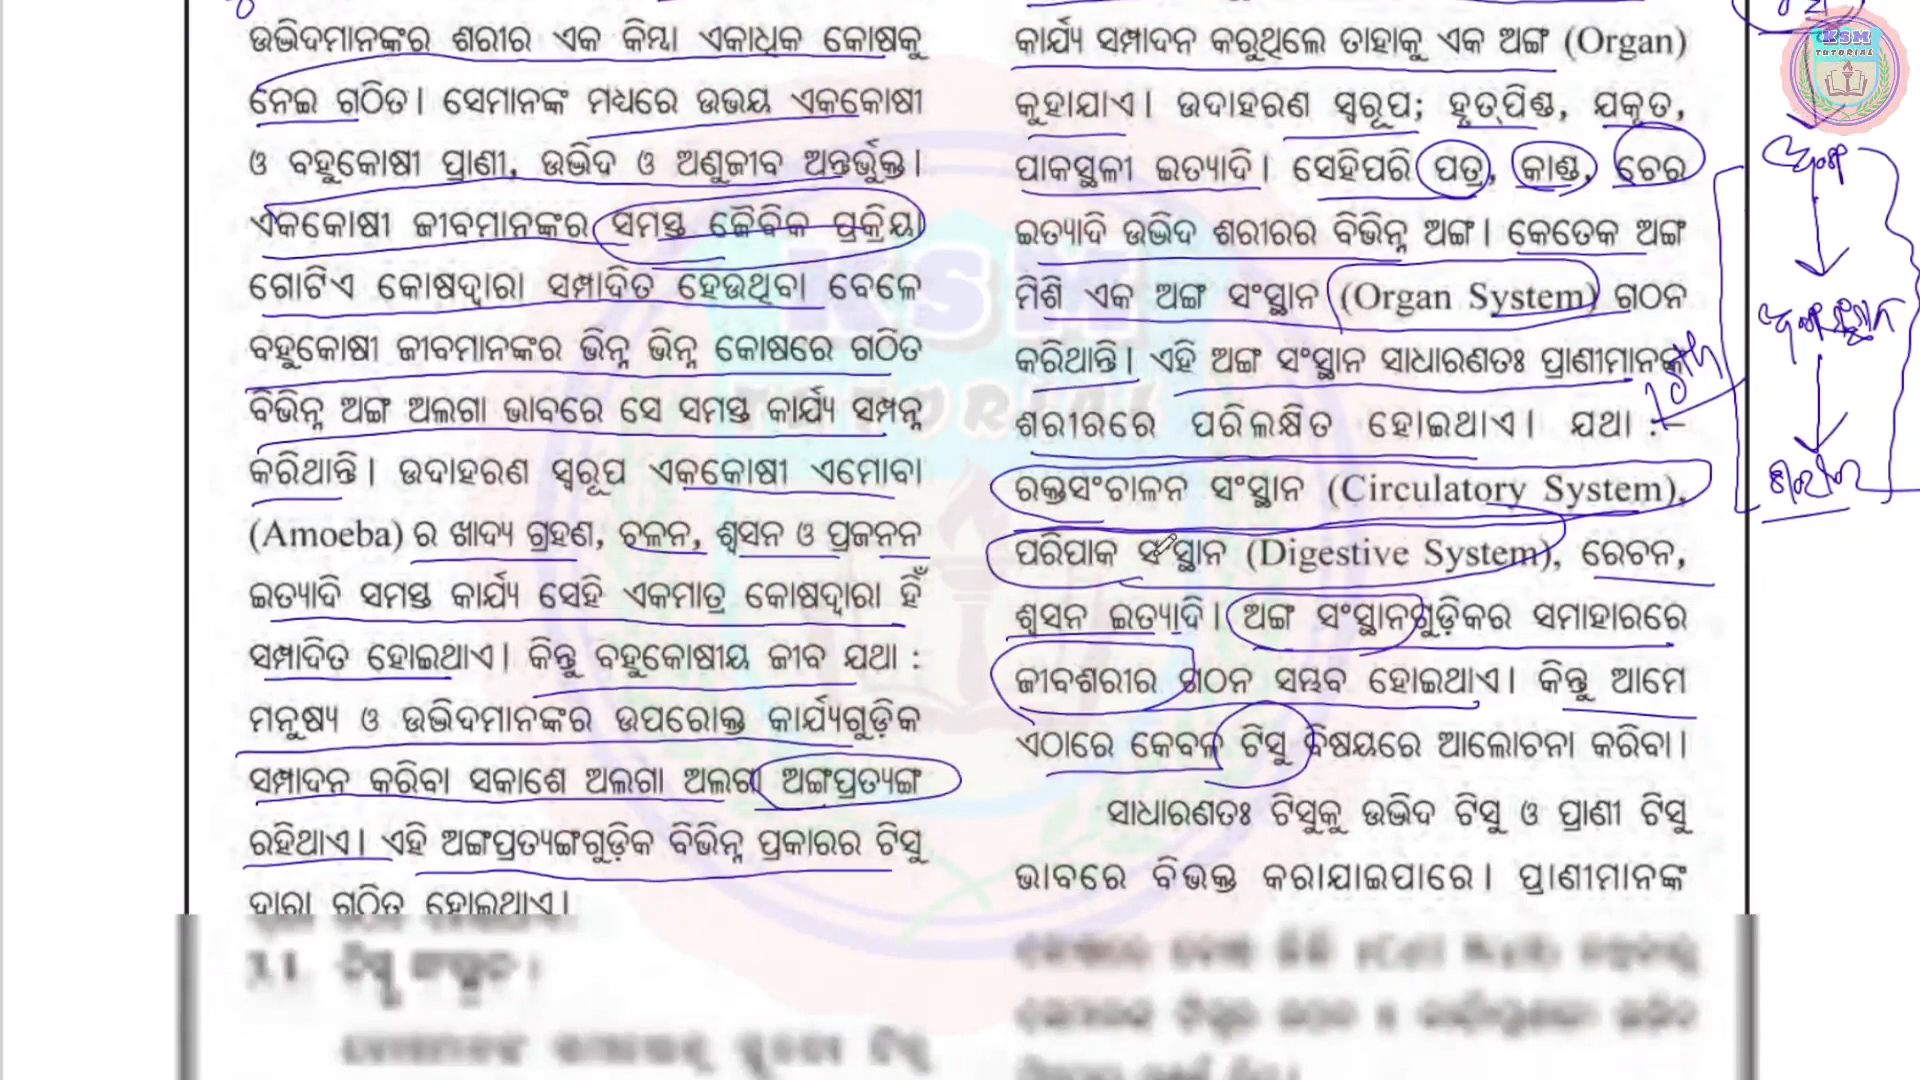 ଉଦ୍ଭିଦମାନଙ୍କର ଶରୀର ଏକ କିମ୍ବା ଏକାଧିକ କୋଷକୁ
ନେଇ ଗଠିତ। ସେମାନଙ୍କ ମଧ୍ୟରେ ଉଭୟ ଏକକୋଷୀ
ଓ ବହୁକୋଷୀ ପ୍ରାଣୀ, ଉଦ୍ଭିଦ ଓ ଅଣୁଜୀବ ଅନ୍ତର୍ଭୁକ୍ତ।
ଏକକୋଷୀ ଜୀବମାନଙ୍କର ସମସ୍ତ ଜୈବିକ ପ୍ରକ୍ରିୟା
ଗୋଟିଏ କୋଷଦ୍ୱାରା ସମ୍ପାଦିତ ହେଉଥିବା ବେଳେ
ବହୁକୋଷୀ ଜୀବମାନଙ୍କର ଭିନ୍ନ ଭିନ୍ନ କୋଷରେ ଗଠିତ
ବିଭିନ୍ନ ଅଙ୍ଗ ଅଲଗା ଭାବରେ ସେ ସମସ୍ତ କାର୍ଯ୍ୟ ସମ୍ପନ୍ନ
କରିଥାନ୍ତି। ଉଦାହରଣ ସ୍ୱରୂପ ଏକକୋଷୀ ଏମୋବା
(Amoeba) ର ଖାଦ୍ୟ ଗ୍ରହଣ, ଚଳନ, ଶ୍ୱସନ ଓ ପ୍ରଜନନ
ଇତ୍ୟାଦି ସମସ୍ତ କାର୍ଯ୍ୟ ସେହି ଏକମାତ୍ର କୋଷଦ୍ୱାରା ହିଁ
ସମ୍ପାଦିତ ହୋଇଥାଏ। କିନ୍ତୁ ବହୁକୋଷୀୟ ଜୀବ ଯଥା :
ମନୁଷ୍ୟ ଓ ଉଦ୍ଭିଦମାନଙ୍କର ଉପରୋକ୍ତ କାର୍ଯ୍ୟଗୁଡ଼ିକ
ସମ୍ପାଦନ କରିବା ସକାଶେ ଅଲଗା ଅଲଗା ଅଙ୍ଗପ୍ରତ୍ୟଙ୍ଗ
ରହିଥାଏ। ଏହି ଅଙ୍ଗପ୍ରତ୍ୟଙ୍ଗଗୁଡ଼ିକ ବିଭିନ୍ନ ପ୍ରକାରର ଟିସୁ
ଦ୍ୱାରା ଗଠିତ ହୋଇଥାଏ।
କାର୍ଯ୍ୟ ସମ୍ପାଦନ କରୁଥିଲେ ତାହାକୁ ଏକ ଅଙ୍ଗ (Organ)
କୁହାଯାଏ। ଉଦାହରଣ ସ୍ୱରୂପ; ହୃତ୍‌ପିଣ୍ଡ, ଯକୃତ,
ପାକସ୍ଥଳୀ ଇତ୍ୟାଦି। ସେହିପରି ପତ୍ର, କାଣ୍ଡ, ଚେର
ଇତ୍ୟାଦି ଉଦ୍ଭିଦ ଶରୀରର ବିଭିନ୍ନ ଅଙ୍ଗ। କେତେକ ଅଙ୍ଗ
ମିଶି ଏକ ଅଙ୍ଗ ସଂସ୍ଥାନ (Organ System) ଗଠନ
କରିଥାନ୍ତି। ଏହି ଅଙ୍ଗ ସଂସ୍ଥାନ ସାଧାରଣତଃ ପ୍ରାଣୀମାନଙ୍କ
ଶରୀରରେ ପରିଲକ୍ଷିତ ହୋଇଥାଏ। ଯଥା :–
ରକ୍ତସଂଚାଳନ ସଂସ୍ଥାନ (Circulatory System),
ପରିପାକ ସଂସ୍ଥାନ (Digestive System), ରେଚନ,
ଶ୍ୱସନ ଇତ୍ୟାଦି। ଅଙ୍ଗ ସଂସ୍ଥାନଗୁଡ଼ିକର ସମାହାରରେ
ଜୀବଶରୀର ଗଠନ ସମ୍ଭବ ହୋଇଥାଏ। କିନ୍ତୁ ଆମେ
ଏଠାରେ କେବଳ ଟିସୁ ବିଷୟରେ ଆଲୋଚନା କରିବା।
ସାଧାରଣତଃ ଟିସୁକୁ ଉଦ୍ଭିଦ ଟିସୁ ଓ ପ୍ରାଣୀ ଟିସୁ
ଭାବରେ ବିଭକ୍ତ କରାଯାଇପାରେ। ପ୍ରାଣୀମାନଙ୍କ
ଅଙ୍ଗ
ଅଙ୍ଗସଂସ୍ଥାନ
ଶରୀର
10th
KSM
TUTORIAL
KSM
TUTORIAL